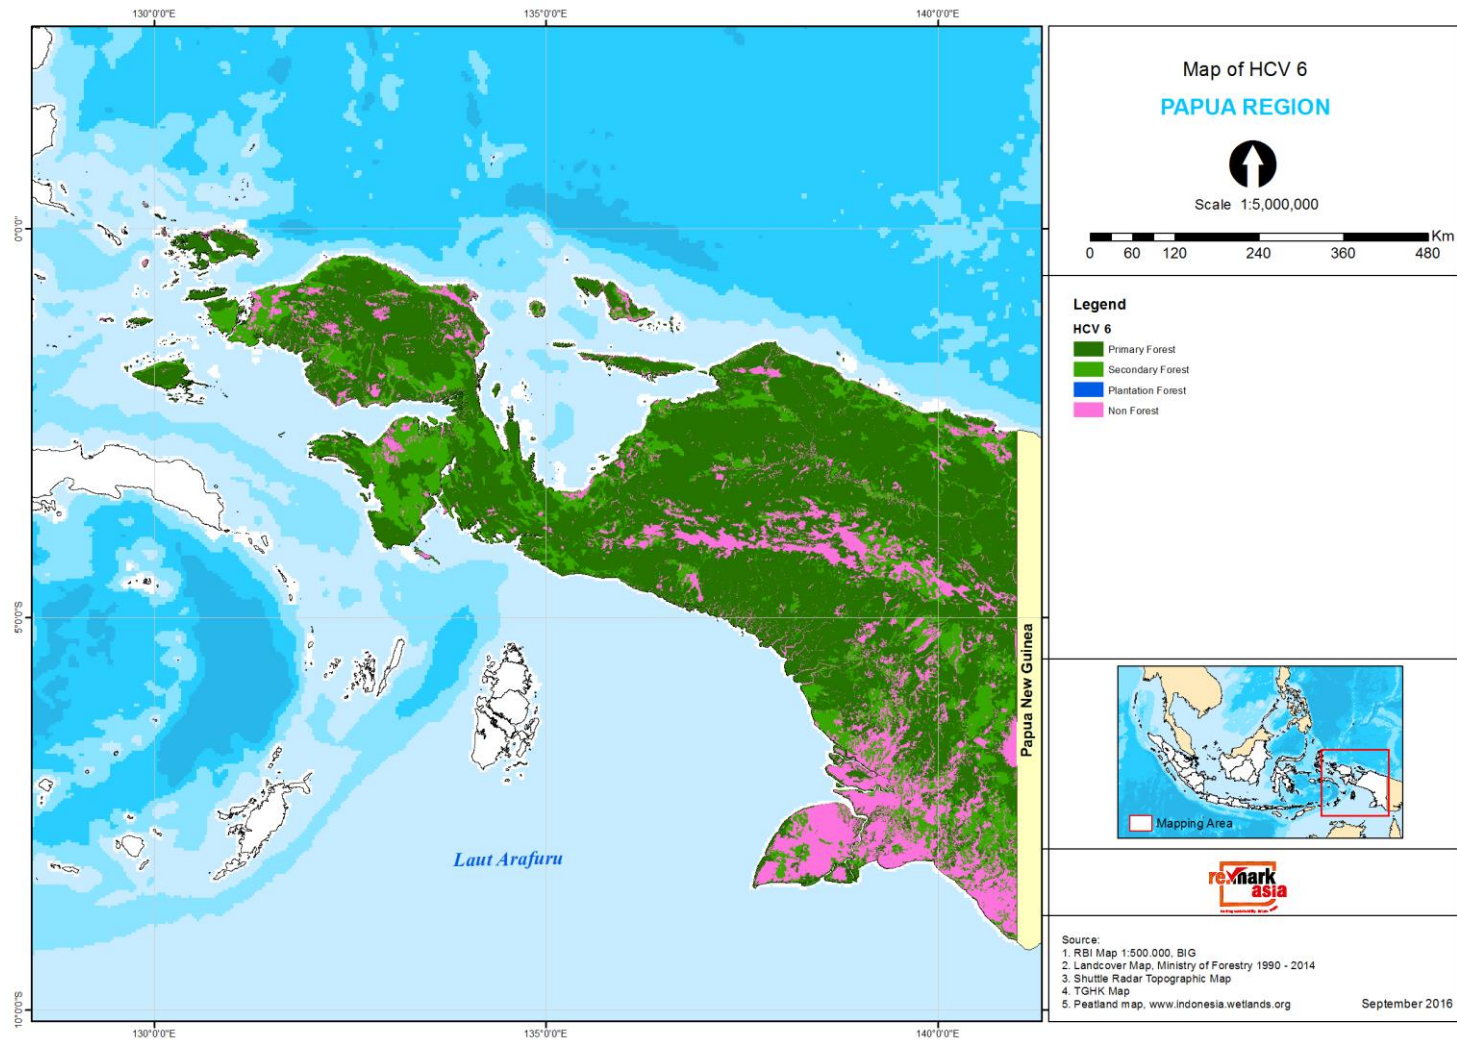 130°0'0"E 135°0'0"E 140°0'0"E
0°0'0"
5°0'0"S
10°0'0"S
130°0'0"E 135°0'0"E 140°0'0"E
Laut Arafuru
Papua New Guinea
Map of HCV 6
PAPUA REGION
Scale 1:5,000,000
Km
0 60 120 240 360 480
Legend
HCV 6
Primary Forest
Secondary Forest
Plantation Forest
Non Forest
Mapping Area
re mark
asia
Source:
1. RBI Map 1:500.000, BIG
2. Landcover Map, Ministry of Forestry 1990 - 2014
3. Shuttle Radar Topographic Map
4. TGHK Map
5. Peatland map, www.indonesia.wetlands.org
September 2016